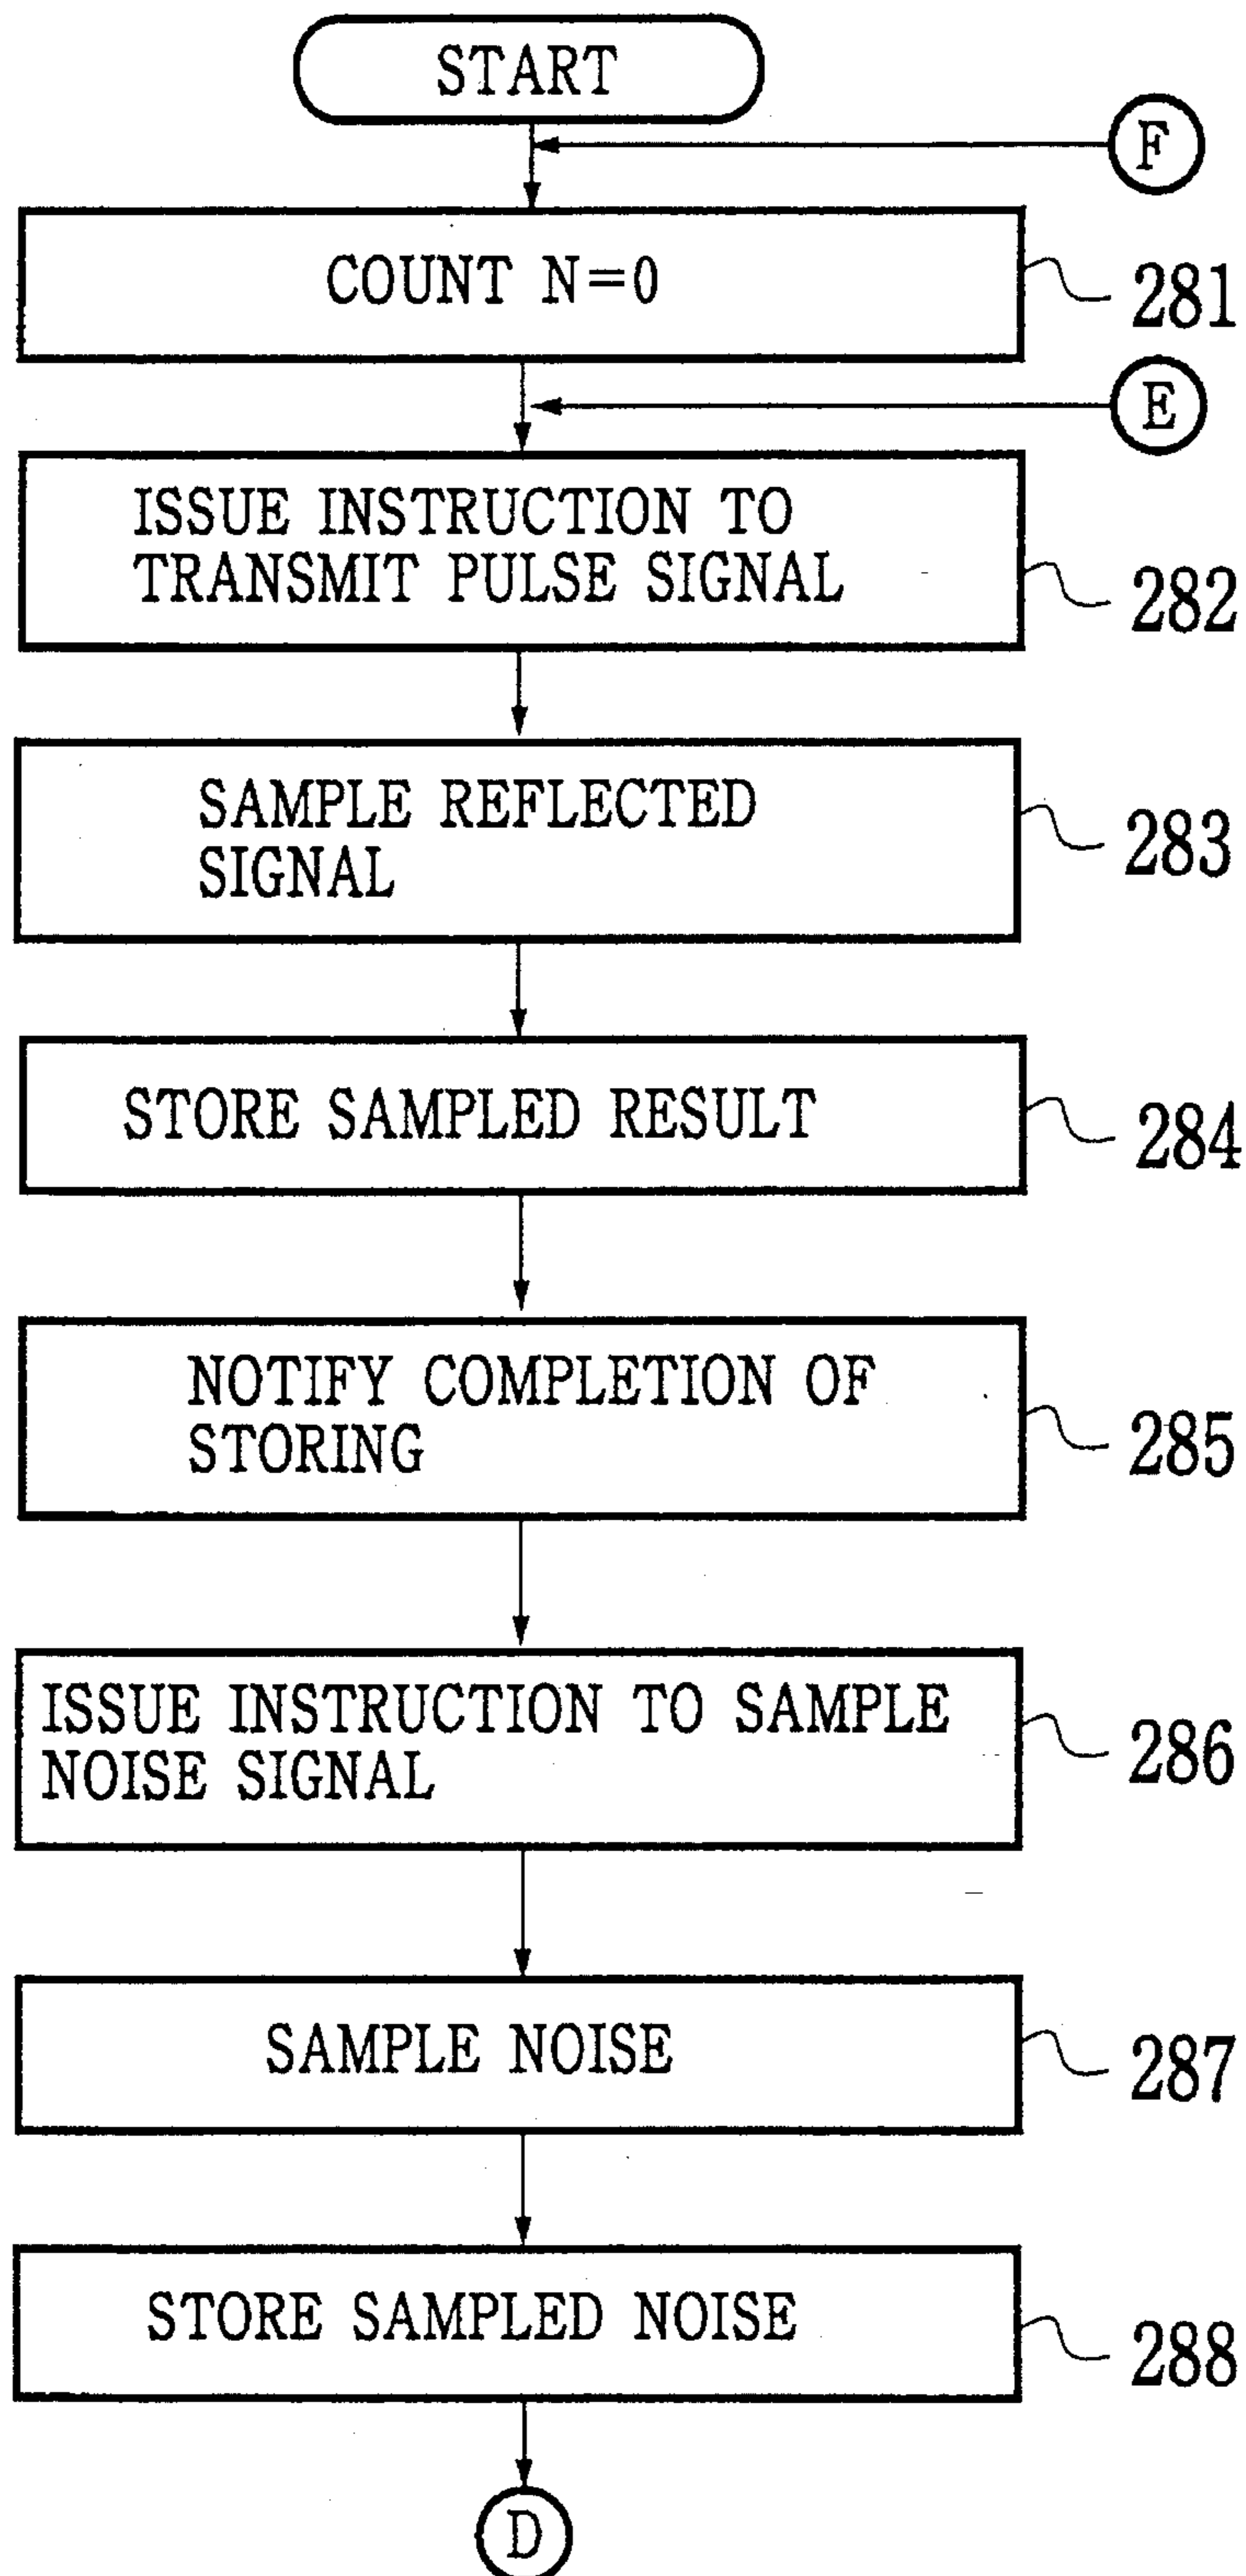 START
F
COUNT N=0
281
E
ISSUE INSTRUCTION TO
TRANSMIT PULSE SIGNAL
282
SAMPLE REFLECTED
SIGNAL
283
STORE SAMPLED RESULT
284
NOTIFY COMPLETION OF
STORING
285
ISSUE INSTRUCTION TO SAMPLE
NOISE SIGNAL
286
SAMPLE NOISE
287
STORE SAMPLED NOISE
288
D